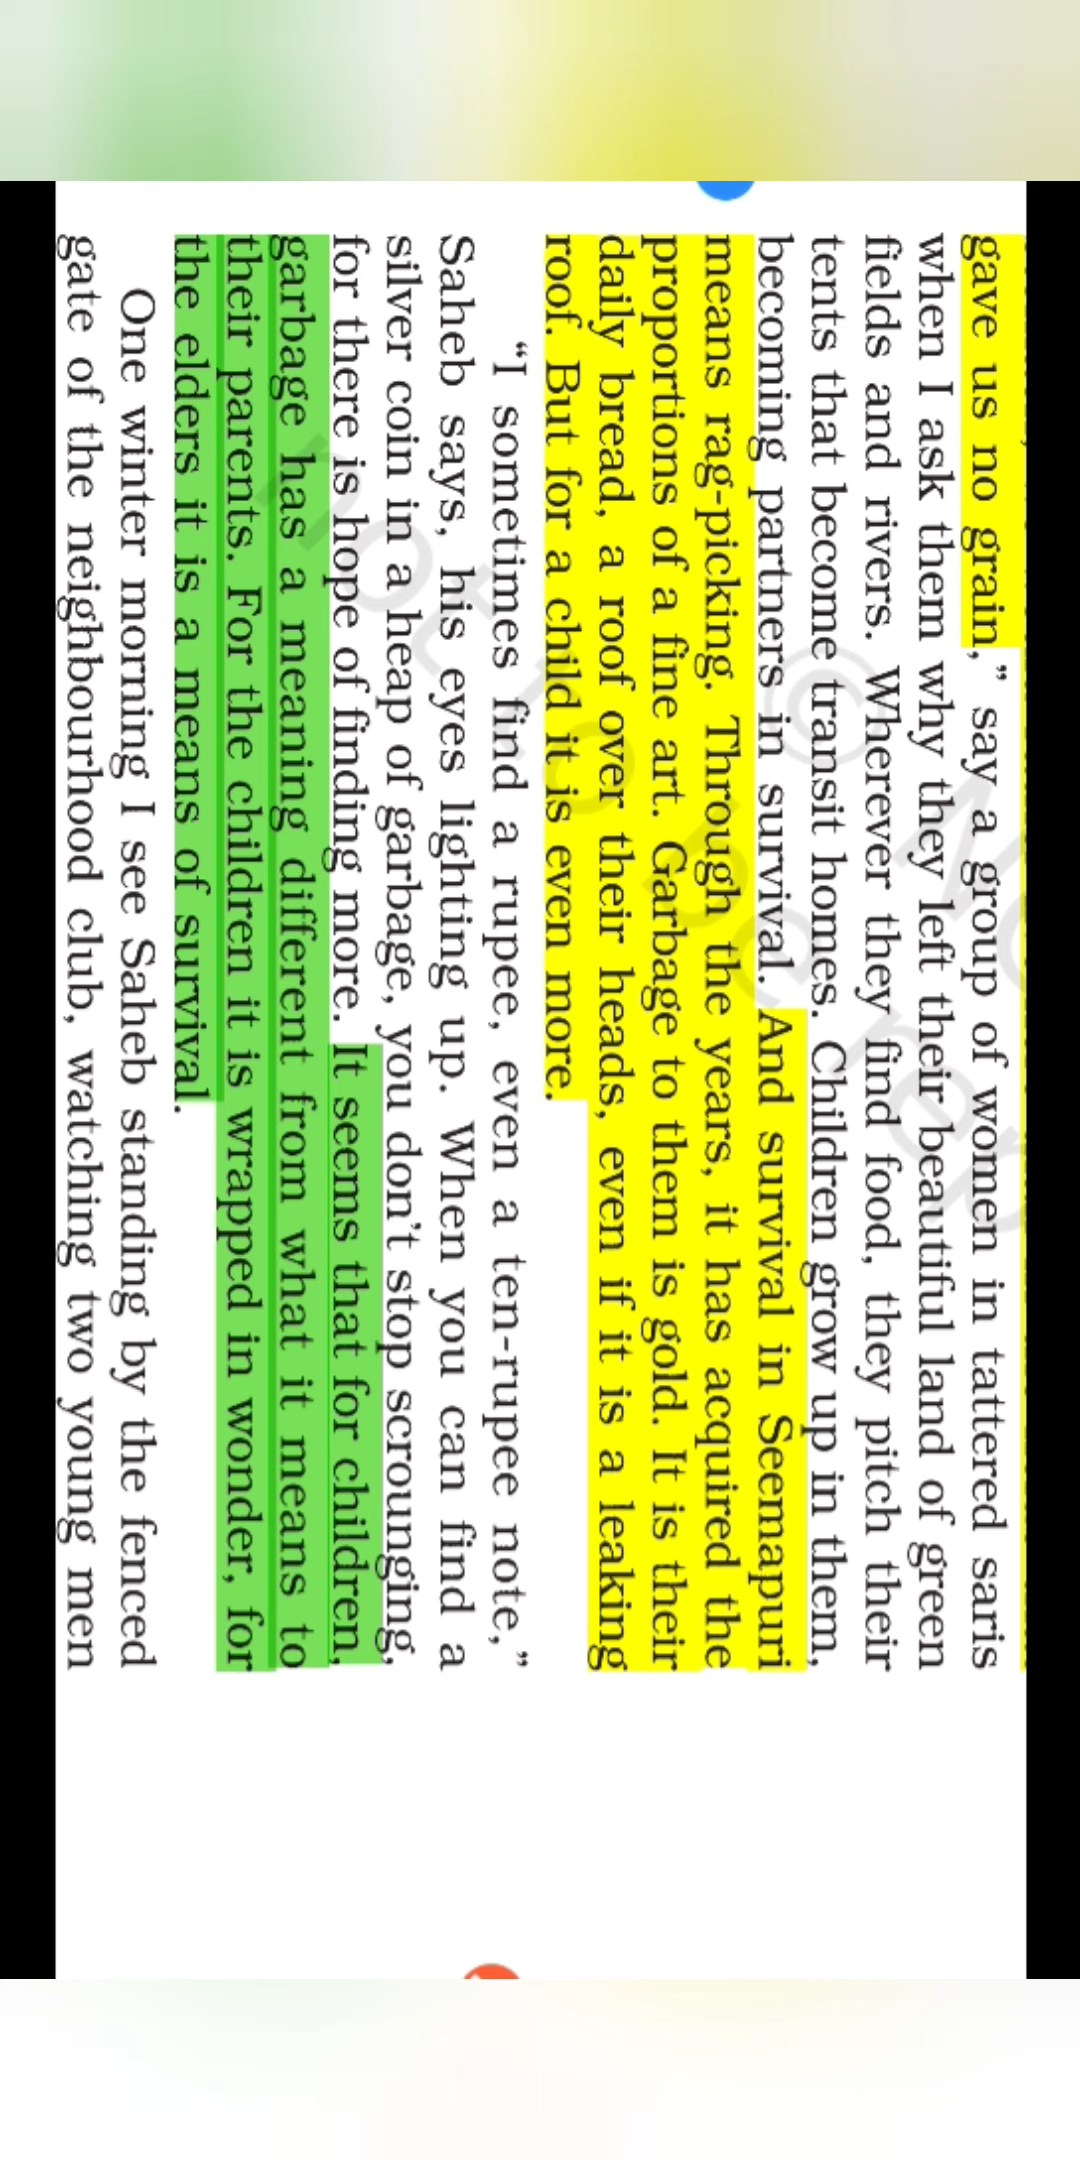 gave us no grain,” say a group of women in tattered saris
when I ask them why they left their beautiful land of green
fields and rivers. Wherever they find food, they pitch their
tents that become transit homes. Children grow up in them,
becoming partners in survival. And survival in Seemapuri
means rag-picking. Through the years, it has acquired the
proportions of a fine art. Garbage to them is gold. It is their
daily bread, a roof over their heads, even if it is a leaking
roof. But for a child it is even more.
“I sometimes find a rupee, even a ten-rupee note,”
Saheb says, his eyes lighting up. When you can find a
silver coin in a heap of garbage, you don’t stop scrounging,
for there is hope of finding more. It seems that for children,
garbage has a meaning different from what it means to
their parents. For the children it is wrapped in wonder, for
the elders it is a means of survival.
One winter morning I see Saheb standing by the fenced
gate of the neighbourhood club, watching two young men
©
not to be rep